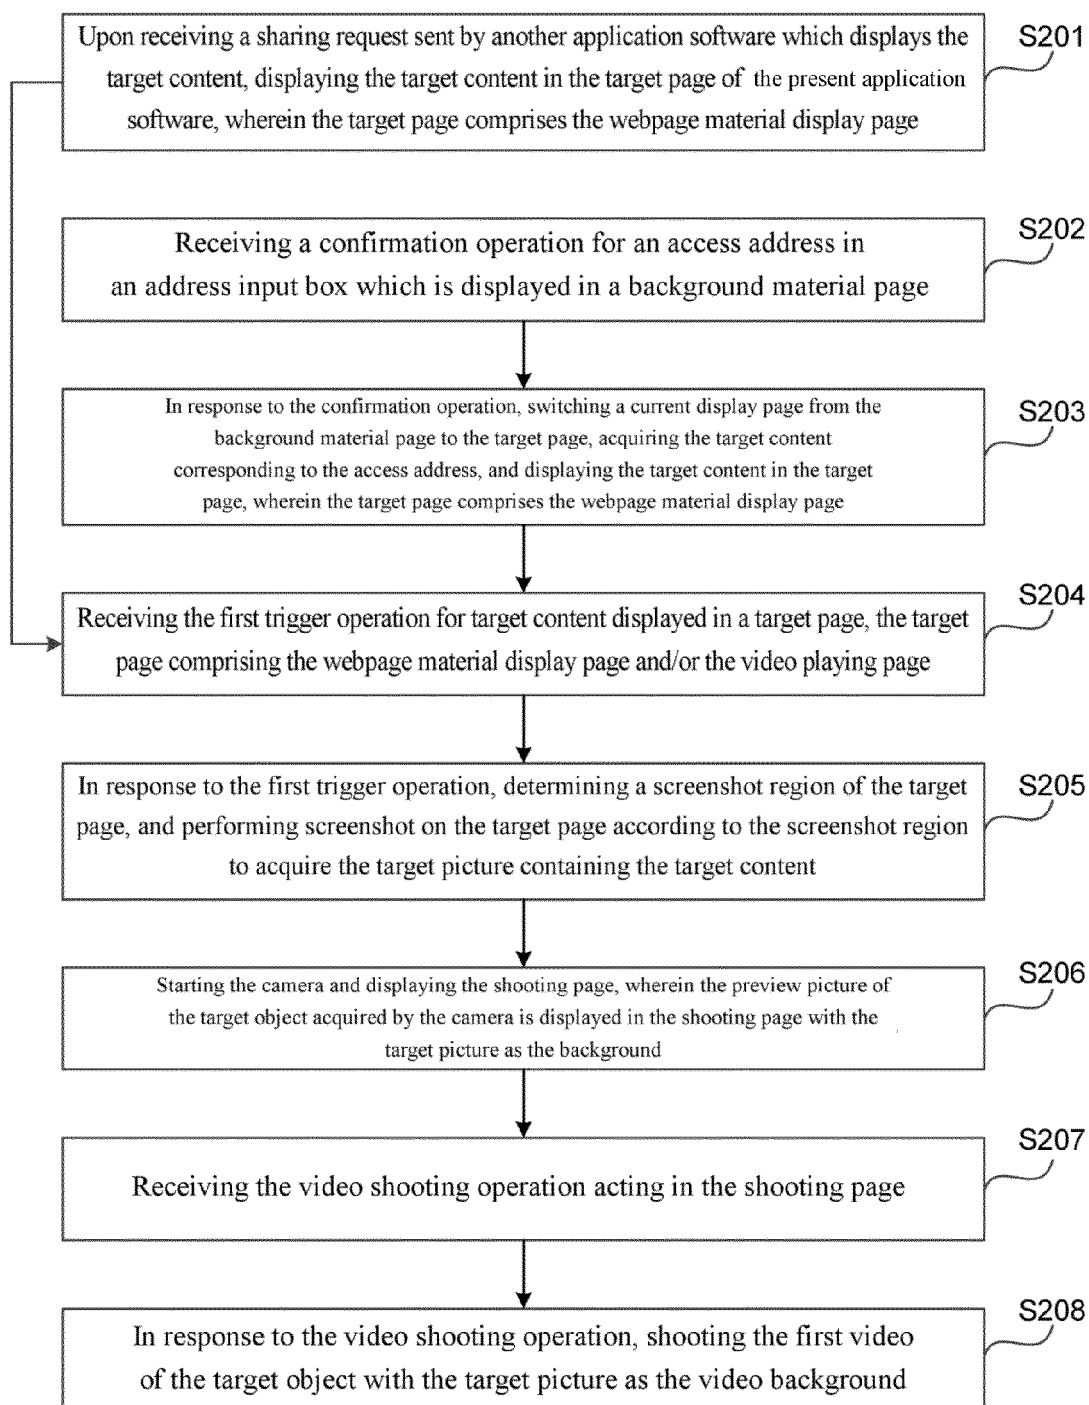 Upon receiving a sharing request sent by another application software which displays the
target content, displaying the target content in the target page of the present application
software, wherein the target page comprises the webpage material display page
S201
Receiving a confirmation operation for an access address in
an address input box which is displayed in a background material page
S202
In response to the confirmation operation, switching a current display page from the
background material page to the target page, acquiring the target content
corresponding to the access address, and displaying the target content in the target
page, wherein the target page comprises the webpage material display page
S203
Receiving the first trigger operation for target content displayed in a target page, the target
page comprising the webpage material display page and/or the video playing page
S204
In response to the first trigger operation, determining a screenshot region of the target
page, and performing screenshot on the target page according to the screenshot region
to acquire the target picture containing the target content
S205
Starting the camera and displaying the shooting page, wherein the preview picture of
the target object acquired by the camera is displayed in the shooting page with the
target picture as the background
S206
Receiving the video shooting operation acting in the shooting page
S207
In response to the video shooting operation, shooting the first video
of the target object with the target picture as the video background
S208